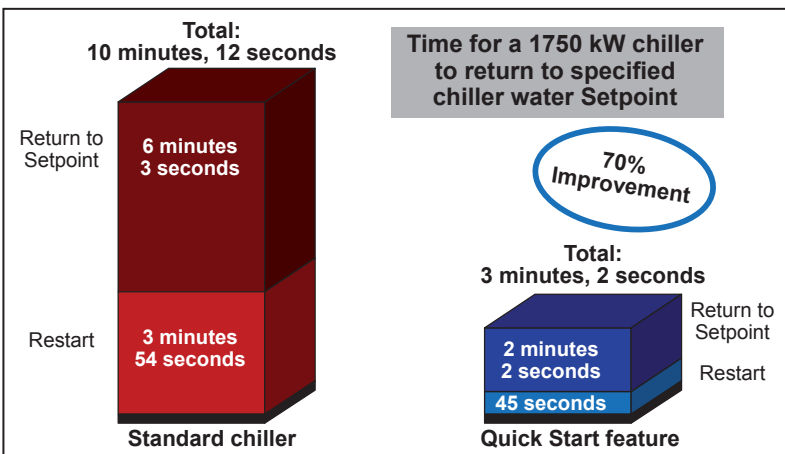 Total:
10 minutes, 12 seconds
Time for a 1750 kW chiller
to return to specified
chiller water Setpoint
Return to
Setpoint
6 minutes
3 seconds
70%
Improvement
Restart
3 minutes
54 seconds
Standard chiller
Total:
3 minutes, 2 seconds
2 minutes
2 seconds
Return to
Setpoint
Restart
45 seconds
Quick Start feature